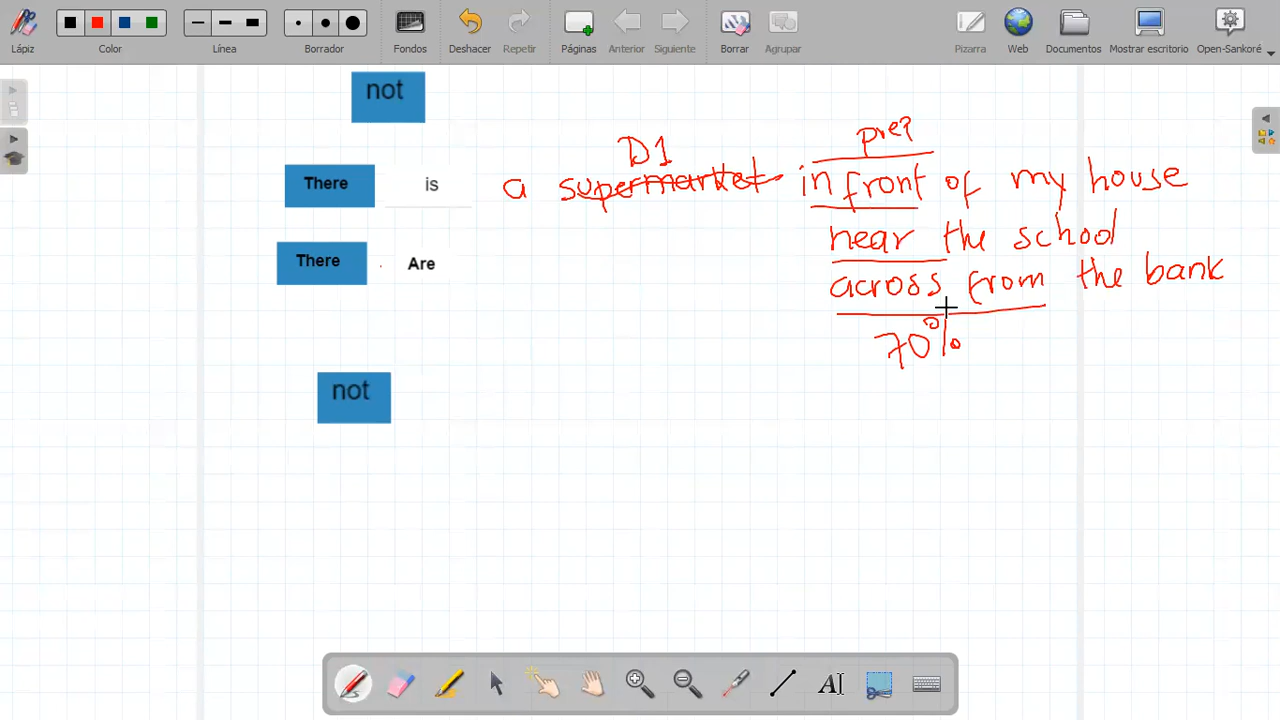 Lápiz Color Línea Borrador Fondos Deshacer Repetir Páginas Anterior Siguiente Borrar Agrupar Pizarra Web Documentos Mostrar escritorio Open-Sankoré
not
D1 prep
There is a supermarket in front of my house
near the school
There . Are
across from the bank
70%
not
AI